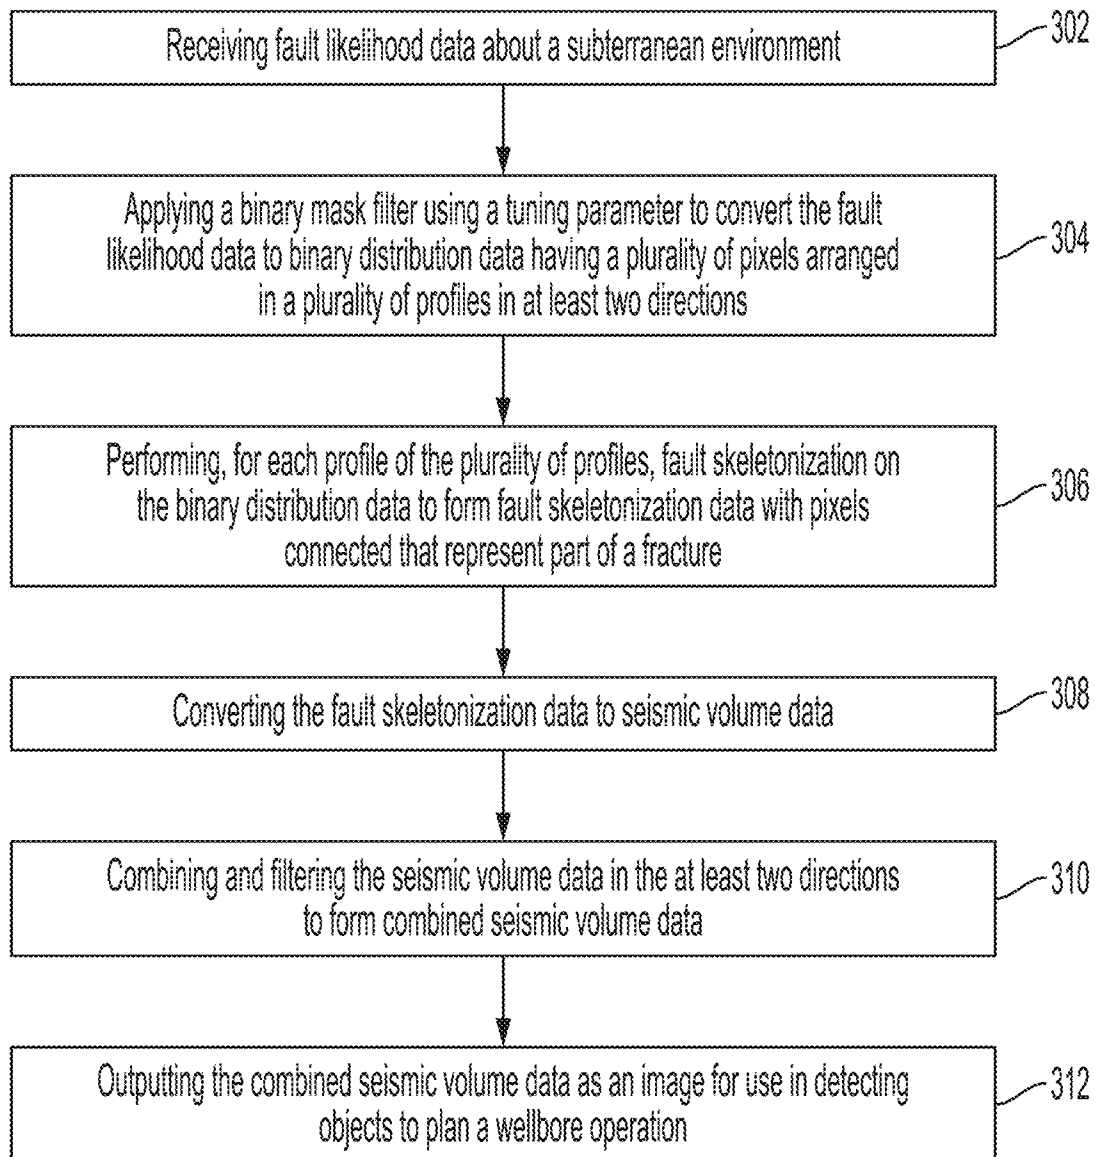 Receiving fault likelihood data about a subterranean environment
302
Applying a binary mask filter using a tuning parameter to convert the fault
likelihood data to binary distribution data having a plurality of pixels arranged
in a plurality of profiles in at least two directions
304
Performing, for each profile of the plurality of profiles, fault skeletonization on
the binary distribution data to form fault skeletonization data with pixels
connected that represent part of a fracture
306
Converting the fault skeletonization data to seismic volume data
308
Combining and filtering the seismic volume data in the at least two directions
to form combined seismic volume data
310
Outputting the combined seismic volume data as an image for use in detecting
objects to plan a wellbore operation
312